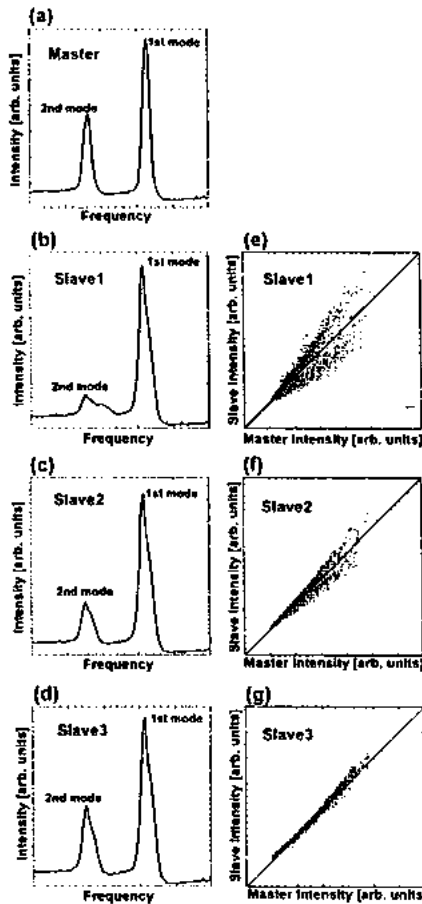 (a)
Master
1st mode
2nd mode
Intensity [arb. units]
Frequency
(b)
Slave1
1st mode
2nd mode
Intensity [arb. units]
Frequency
(e)
Slave1
Slave Intensity [arb. units]
Master Intensity [arb. units]
(c)
Slave2
1st mode
2nd mode
Intensity [arb. units]
Frequency
(f)
Slave2
Slave Intensity [arb. units]
Master Intensity [arb. units]
(d)
Slave3
1st mode
2nd mode
Intensity [arb. units]
Frequency
(g)
Slave3
Slave Intensity [arb. units]
Master Intensity [arb. units]